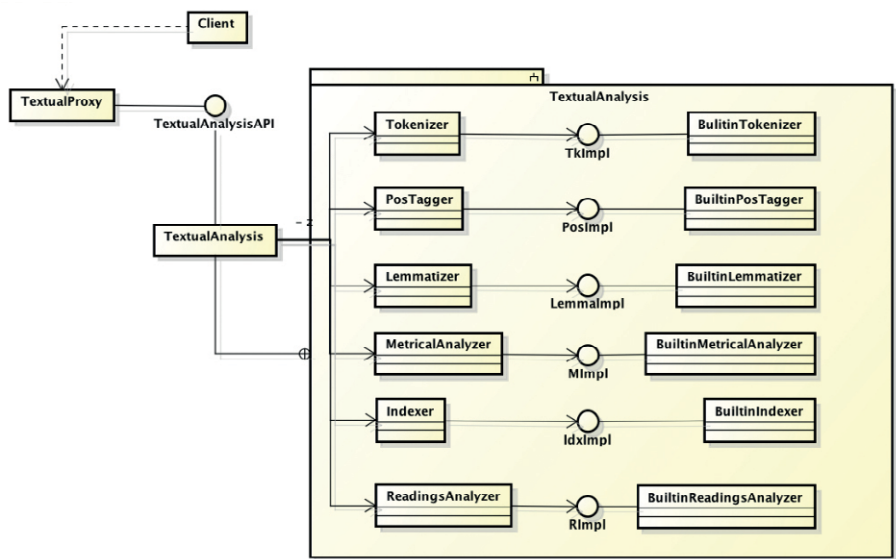 Client
TextualProxy
TextualAnalysisAPI
TextualAnalysis
- z
TextualAnalysis
Tokenizer
TkImpl
BulitinTokenizer
PosTagger
PosImpl
BuiltinPosTagger
Lemmatizer
LemmaImpl
BuiltinLemmatizer
MetricalAnalyzer
MImpl
BuiltinMetricalAnalyzer
Indexer
IdxImpl
BuiltinIndexer
ReadingsAnalyzer
RImpl
BuiltinReadingsAnalyzer